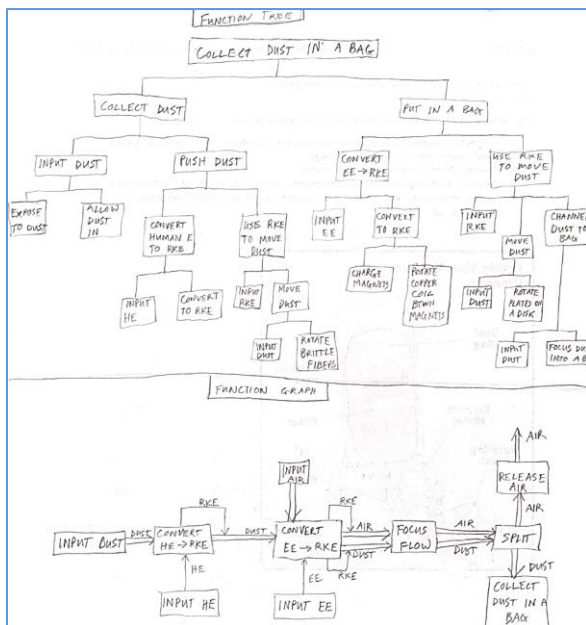 FUNCTION TREE
COLLECT DUST IN A BAG
COLLECT DUST
PUT IN A BAG
INPUT DUST
PUSH DUST
CONVERT
EE → RKE
USE RKE
TO MOVE
DUST
EXPOSE
TO DUST
ALLOW
DUST
IN
CONVERT
HUMAN E
TO RKE
USE RKE
TO MOVE
DUST
INPUT
EE
CONVERT
TO RKE
INPUT
RKE
MOVE
DUST
CHANNEL
DUST TO
BAG
INPUT
HE
CONVERT
TO RKE
INPUT
RKE
MOVE
DUST
CHARGE
MAGNETS
ROTATE
COPPER
COIL
BTWN
MAGNETS
INPUT
DUST
ROTATE
PLATES ON
A DISK
INPUT
DUST
ROTATE
BRITTLE
FIBERS
INPUT
DUST
FOCUS DU
INTO A B
FUNCTION GRAPH
AIR
INPUT
AIR
RELEASE
AIR
RKE
RKE
AIR
INPUT DUST
DUST
CONVERT
HE → RKE
DUST
CONVERT
EE → RKE
AIR
DUST
FOCUS
FLOW
AIR
DUST
SPLIT
HE
EE
RKE
DUST
INPUT HE
INPUT EE
COLLECT
DUST IN A
BAG